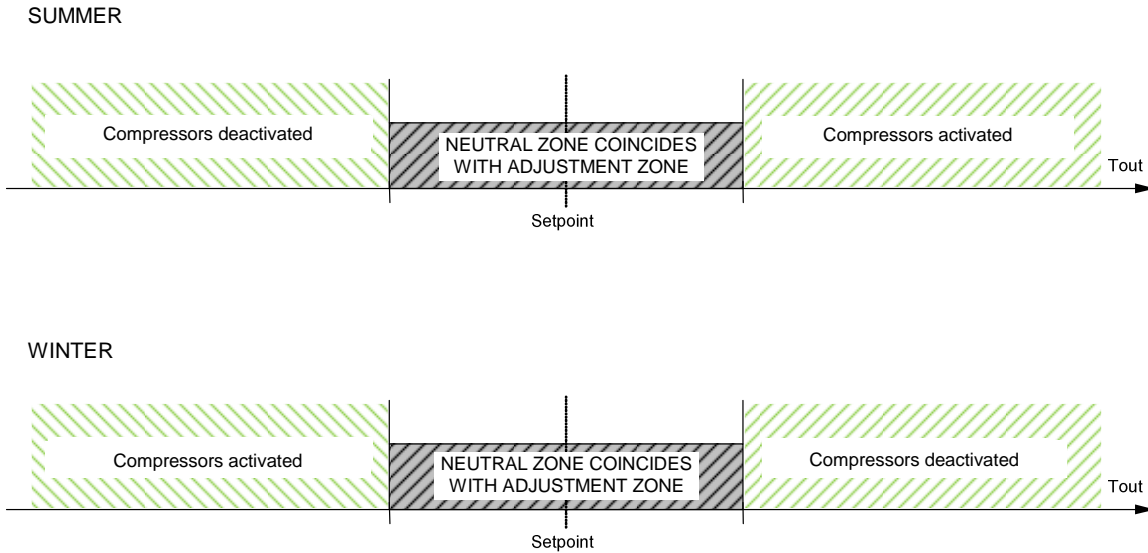 SUMMER
Compressors deactivated
NEUTRAL ZONE COINCIDES
WITH ADJUSTMENT ZONE
Compressors activated
Tout
Setpoint
WINTER
Compressors activated
NEUTRAL ZONE COINCIDES
WITH ADJUSTMENT ZONE
Compressors deactivated
Tout
Setpoint